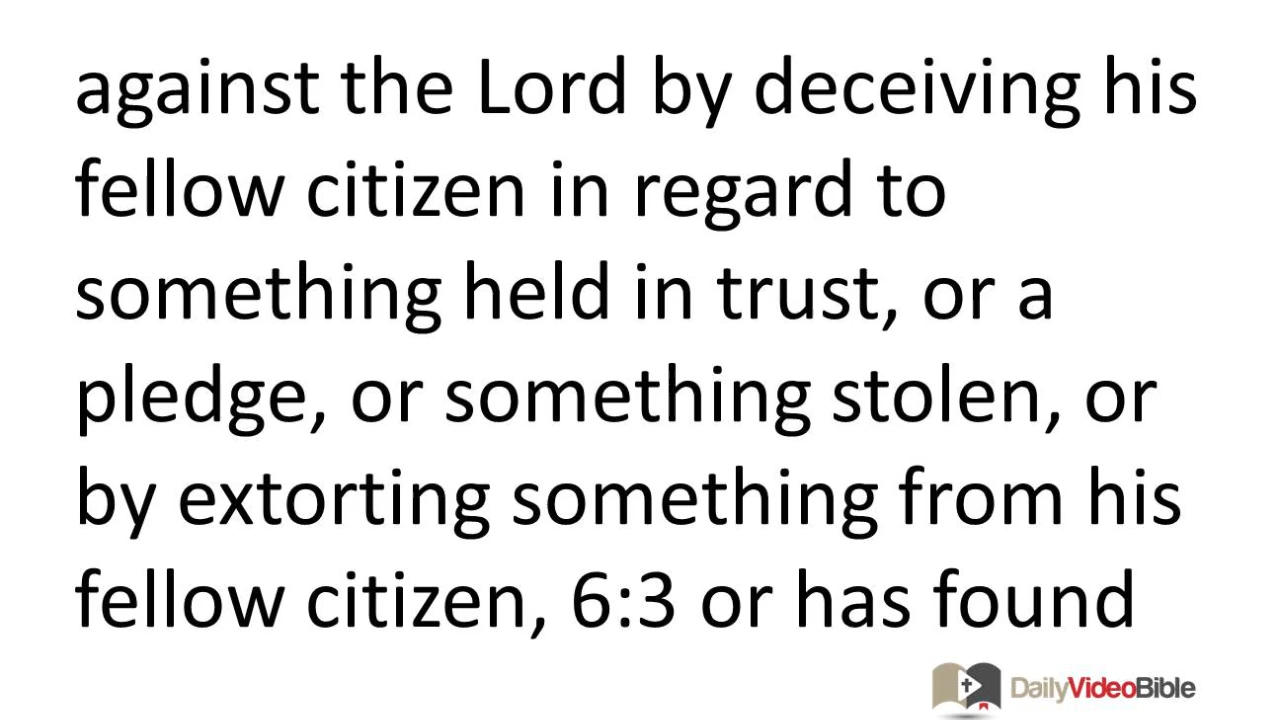 against the Lord by deceiving his
fellow citizen in regard to
something held in trust, or a
pledge, or something stolen, or
by extorting something from his
fellow citizen, 6:3 or has found
DailyVideoBible